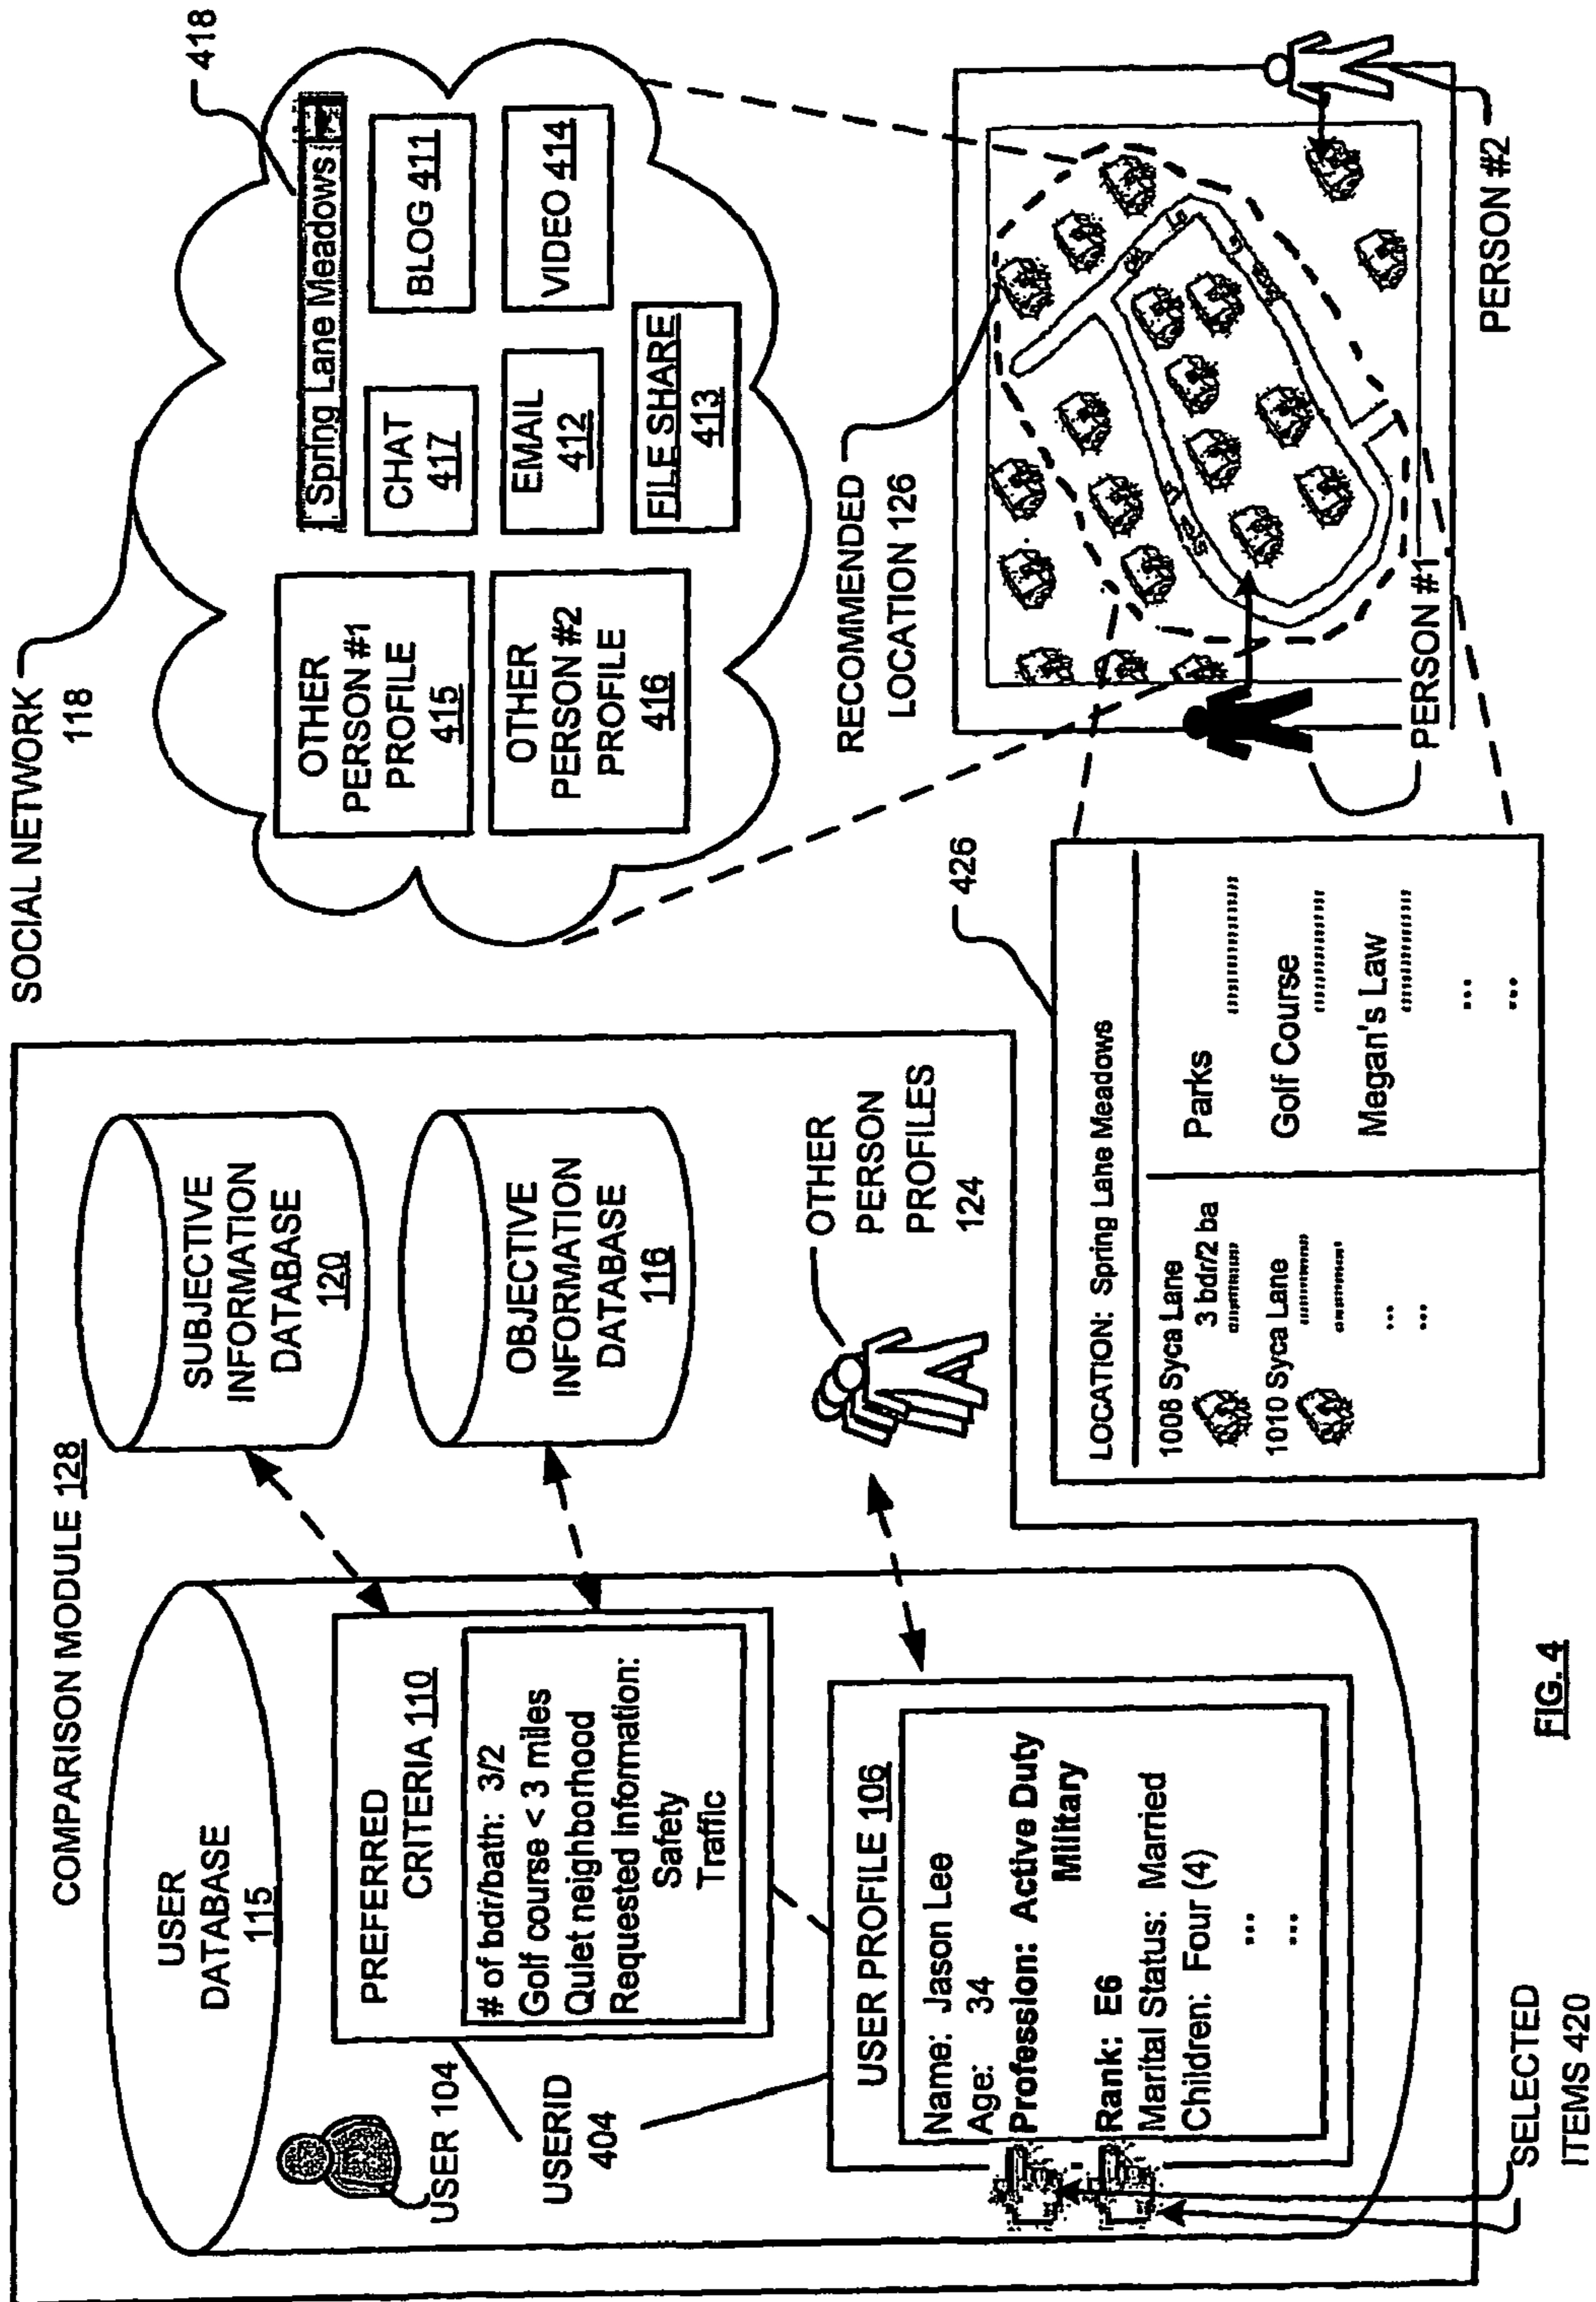 COMPARISON MODULE 128
USER
DATABASE
115
USER 104
USERID
404
PREFERRED
CRITERIA 110
# of bdr/bath: 3/2
Golf course < 3 miles
Quiet neighborhood
Requested Information:
Safety
Traffic
USER PROFILE 106
Name: Jason Lee
Age: 34
Profession: Active Duty
Military
Rank: E6
Marital Status: Married
Children: Four (4)
...
...
SELECTED
ITEMS 420
SUBJECTIVE
INFORMATION
DATABASE
120
OBJECTIVE
INFORMATION
DATABASE
116
OTHER
PERSON
PROFILES
124
SOCIAL NETWORK
118
418
Spring Lane Meadows
OTHER
PERSON #1
PROFILE
415
CHAT
417
BLOG 411
OTHER
PERSON #2
PROFILE
416
EMAIL
412
VIDEO 414
FILE SHARE
413
RECOMMENDED
LOCATION 126
PERSON #1
PERSON #2
426
LOCATION: Spring Lane Meadows
1008 Syca Lane
3 bdr/2 ba
1010 Syca Lane
...
...
Parks
Golf Course
Megan's Law
...
...
FIG. 4